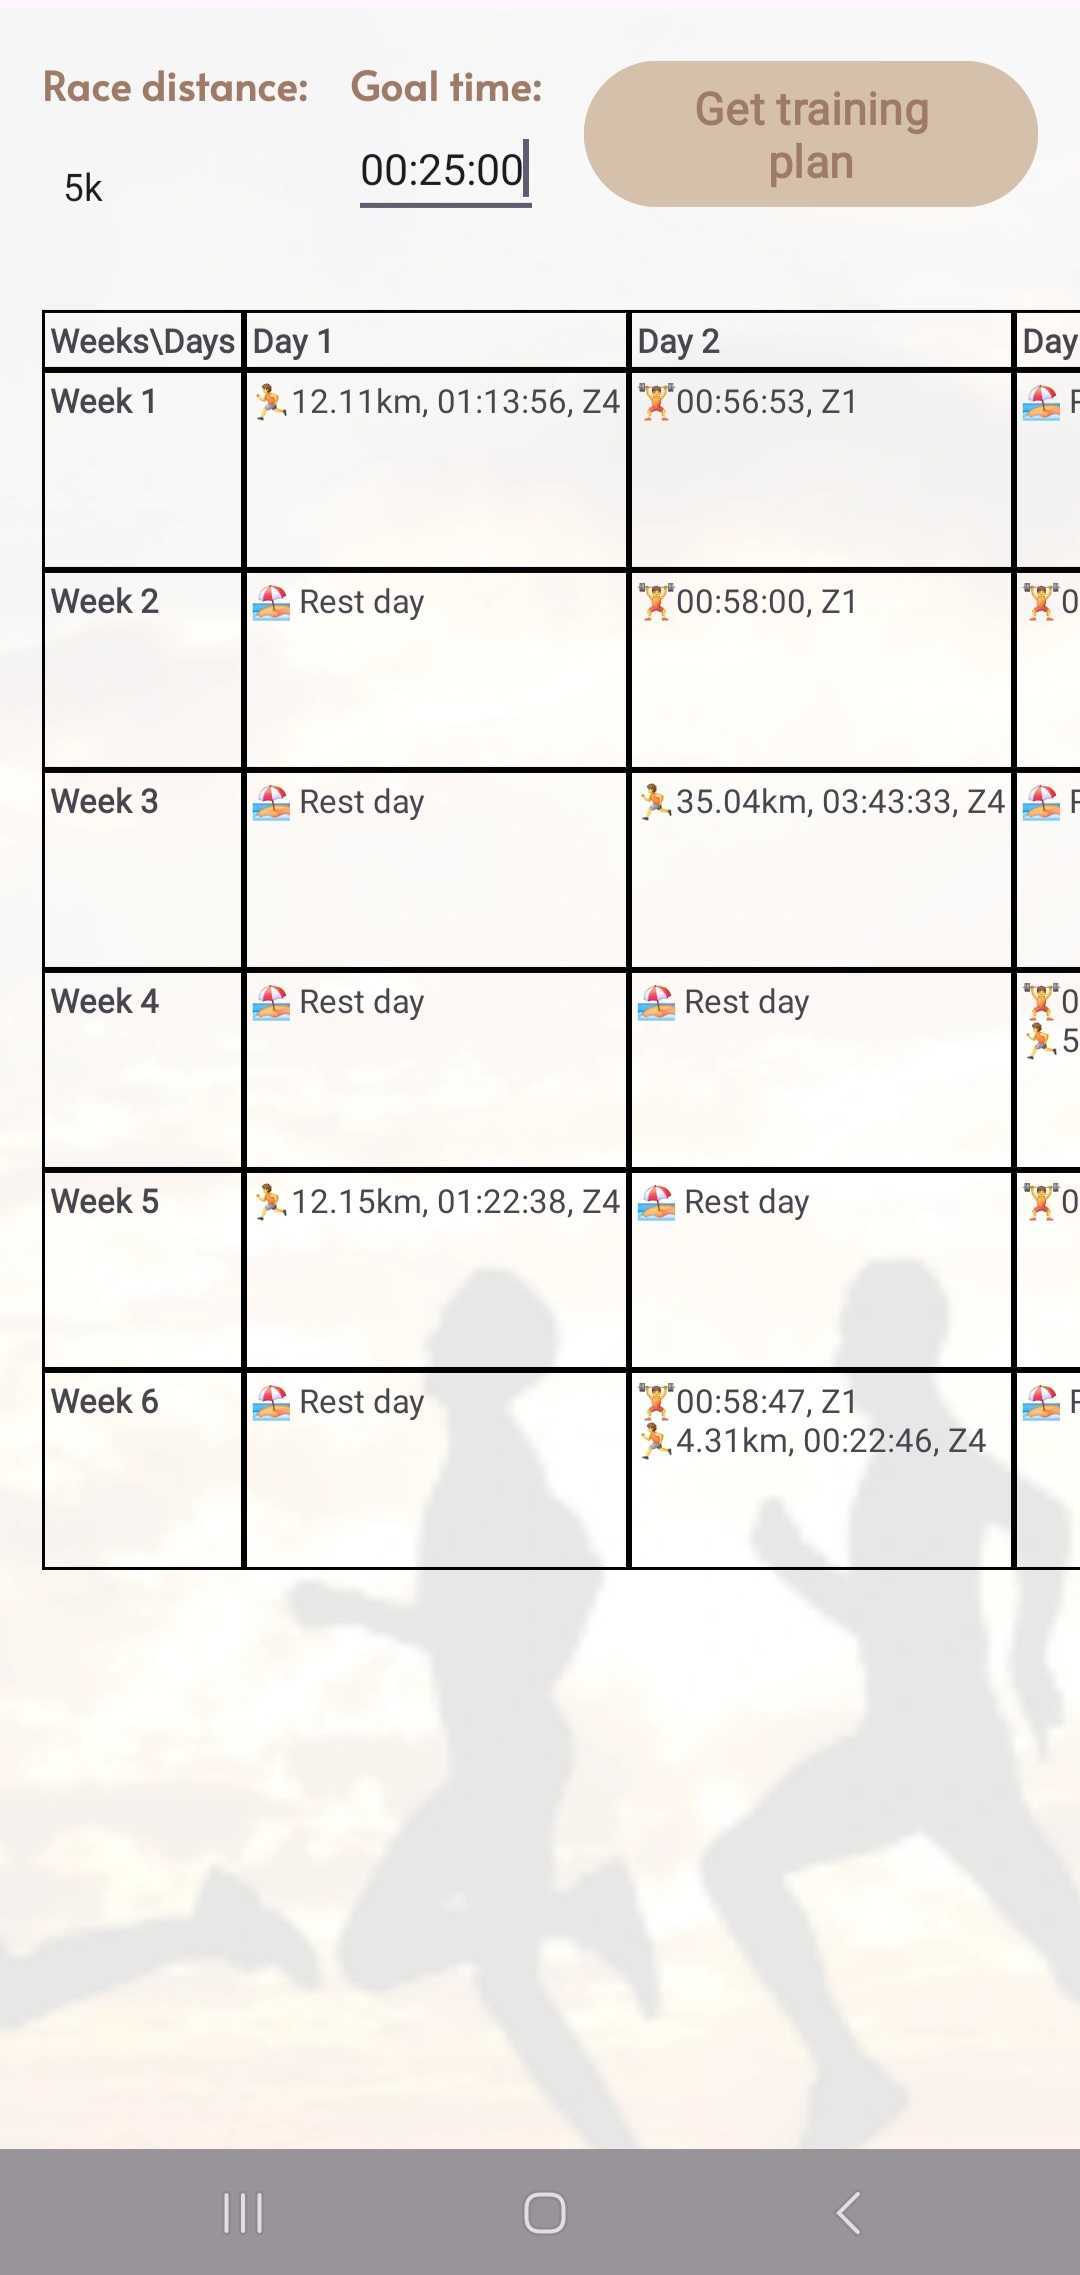 Race distance: Goal time: Get training
plan
5k 00:25:00
Weeks\Days Day 1 Day 2 Day
Week 1 🏃12.11km, 01:13:56, Z4 🏋00:56:53, Z1 🏖
Week 2 🏖 Rest day 🏋00:58:00, Z1 🏋0
Week 3 🏖 Rest day 🏃35.04km, 03:43:33, Z4 🏖
Week 4 🏖 Rest day 🏖 Rest day 🏋0
🏃5
Week 5 🏃12.15km, 01:22:38, Z4 🏖 Rest day 🏋0
Week 6 🏖 Rest day 🏋00:58:47, Z1 🏖
🏃4.31km, 00:22:46, Z4